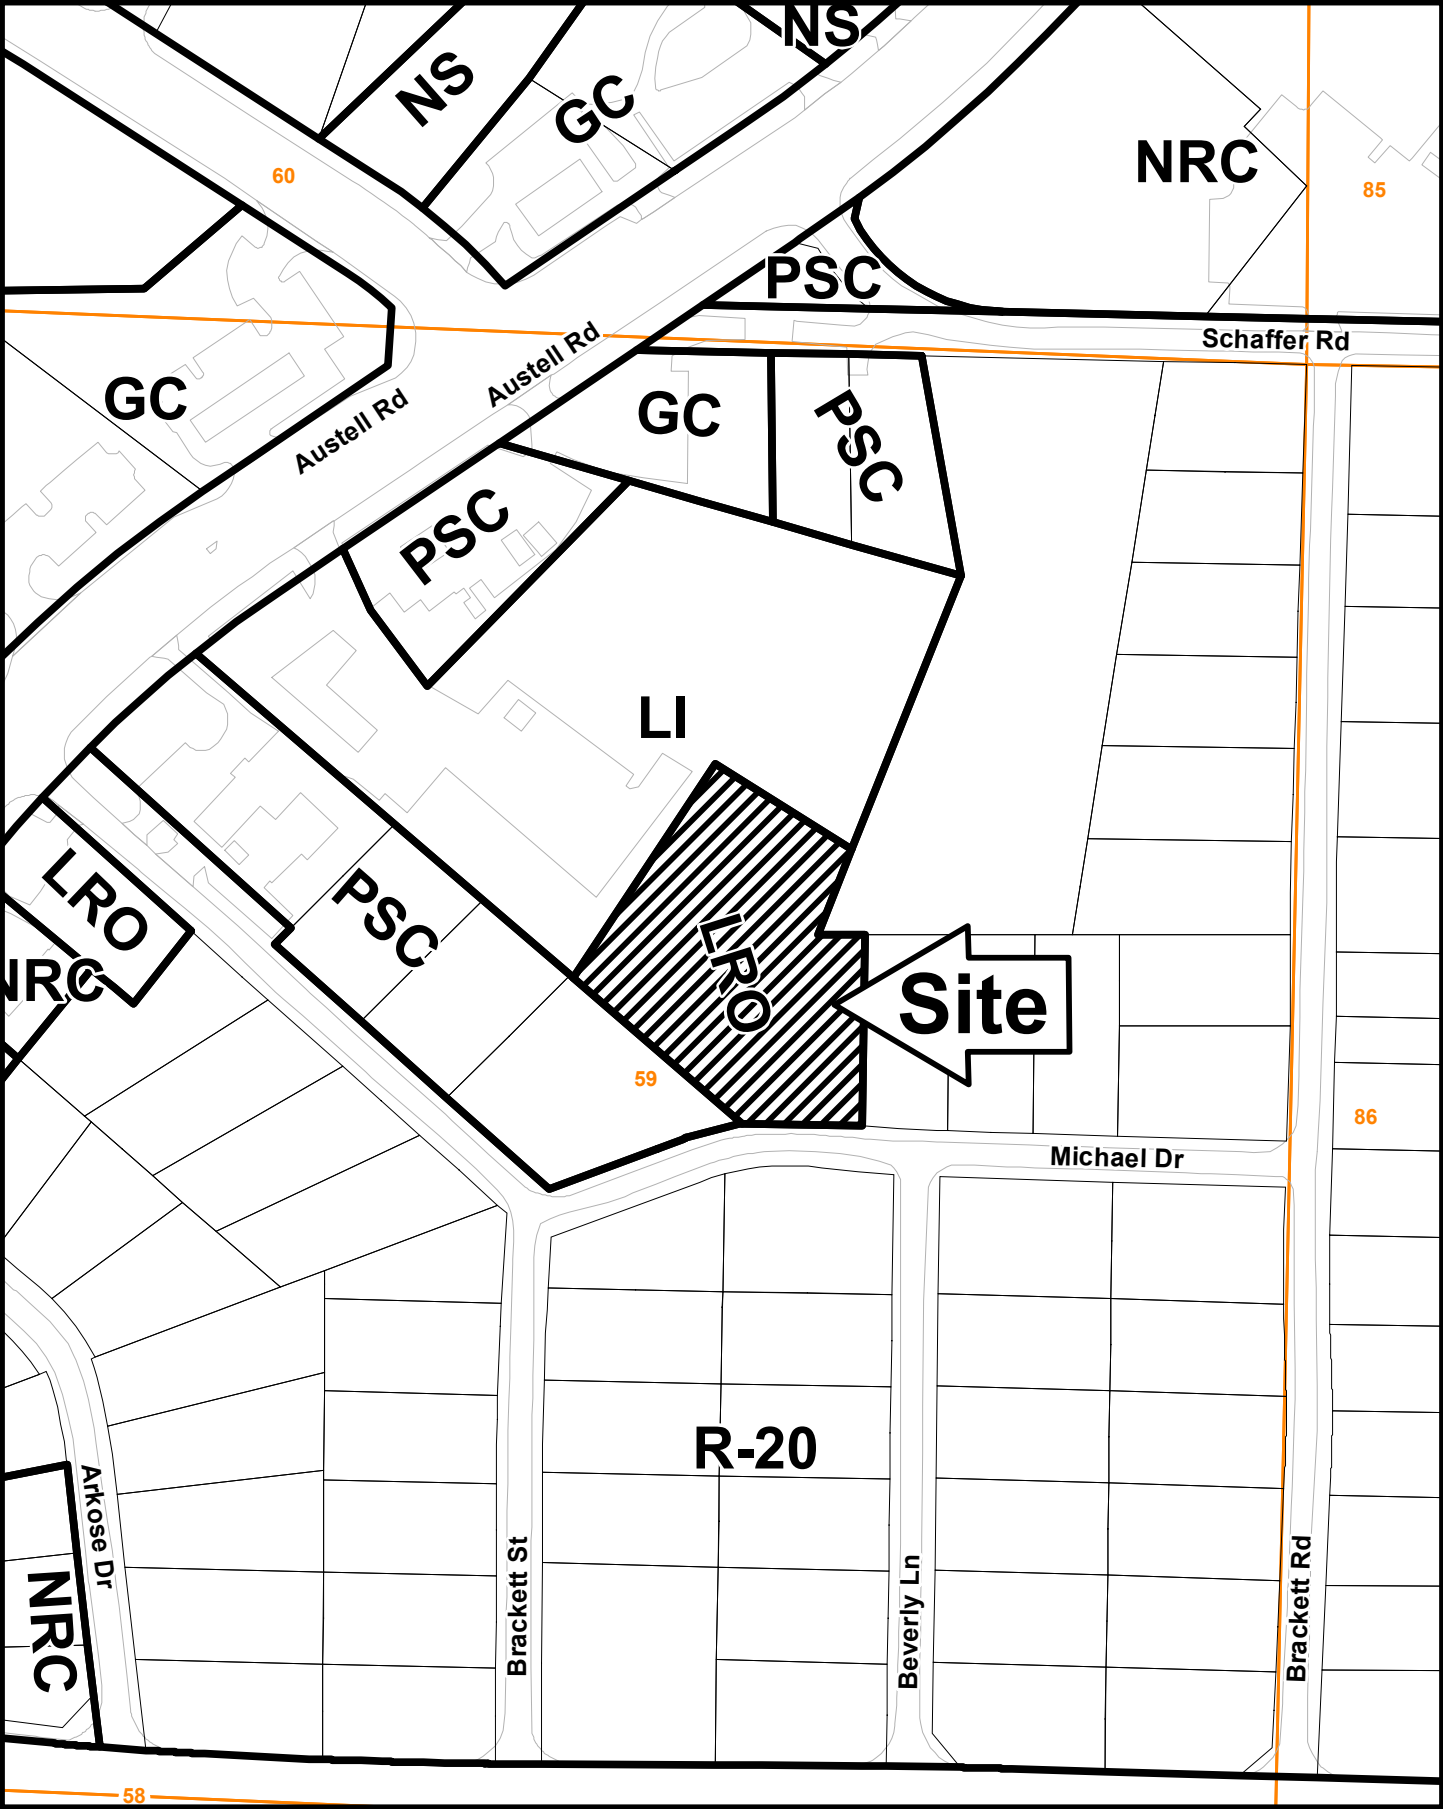 NS
NS
GC
60
NRC
85
PSC
Schaffer Rd
Austell Rd
GC
Austell Rd
GC
PSC
PSC
LI
LRO
PSC
LRO
NRC
Site
59
86
Michael Dr
R-20
Arkose Dr
Brackett St
Beverly Ln
Brackett Rd
NRC
58